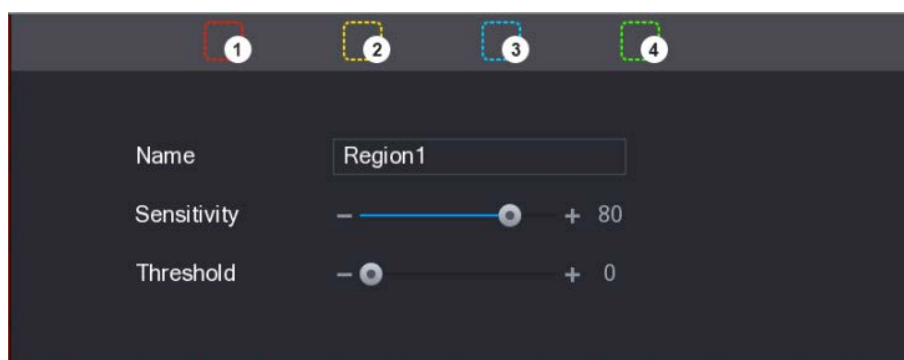 1 2 3 4
Name Region1
Sensitivity − + 80
Threshold − + 0